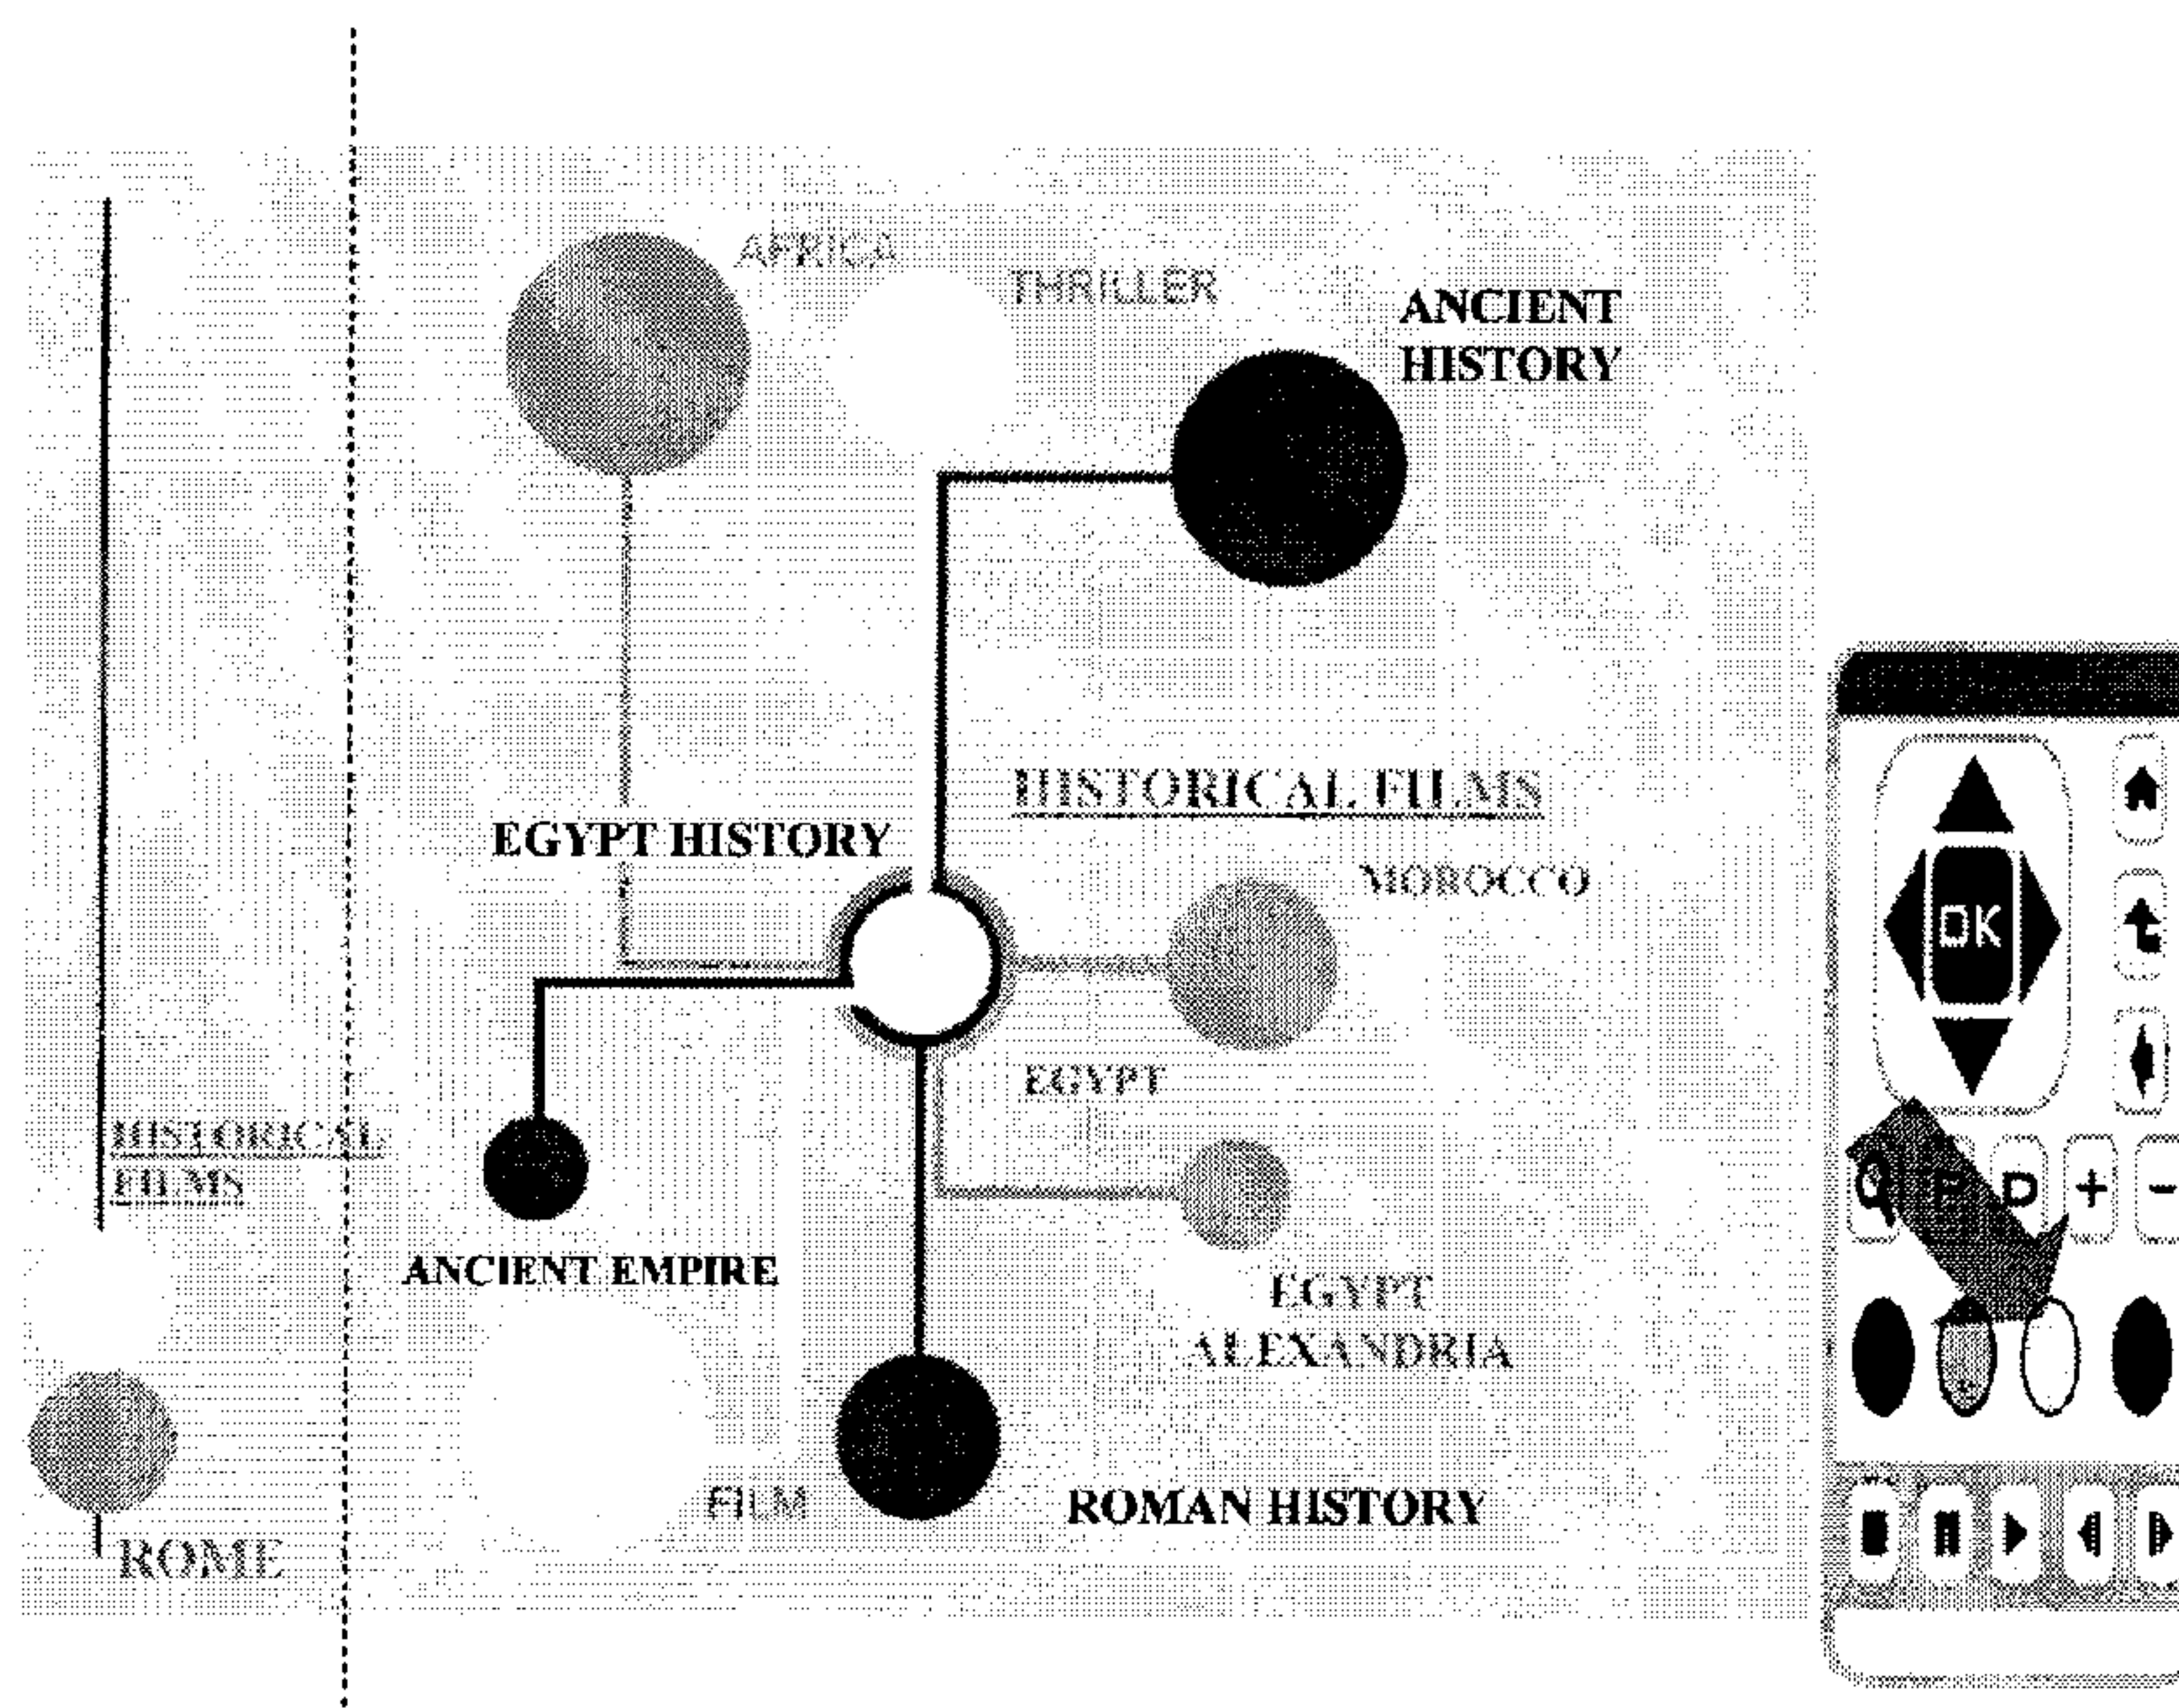 AFRICA
THRILLER
ANCIENT
HISTORY
HISTORICAL FILMS
EGYPT HISTORY
MOROCCO
OK
EGYPT
HISTORICAL
FILMS
Q P D + -
ANCIENT EMPIRE
EGYPT
ALEXANDRIA
FILM
ROMAN HISTORY
ROME